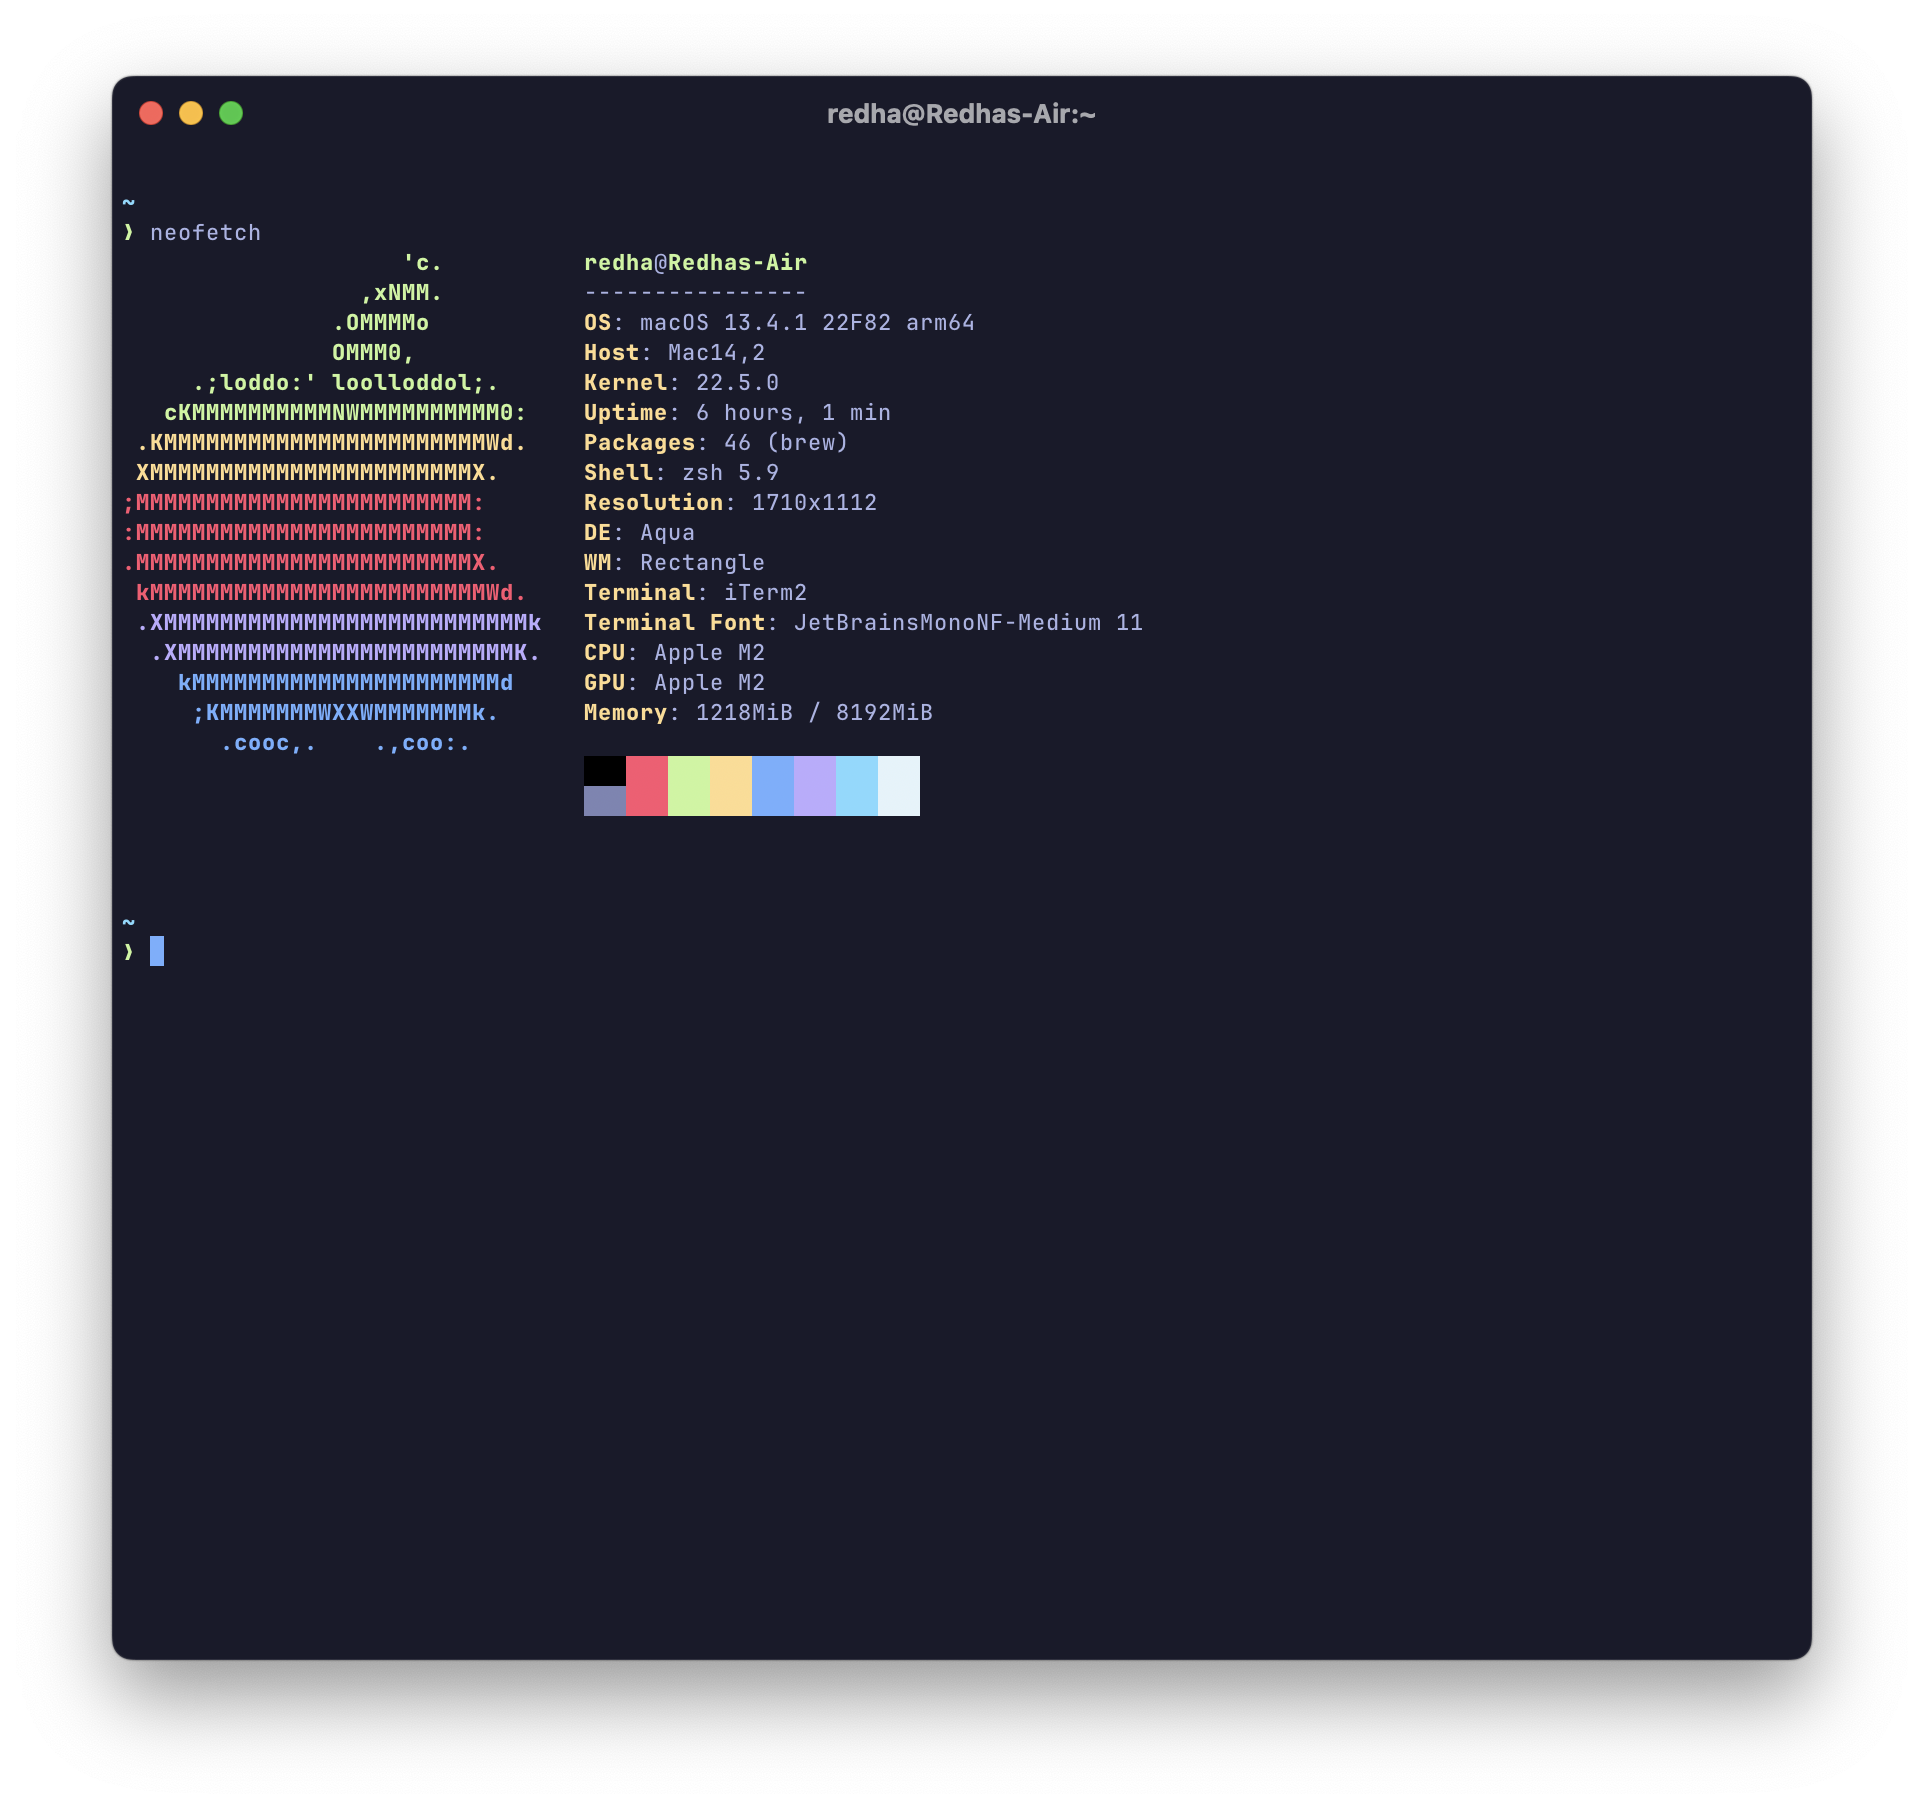 redha@Redhas-Air:~
~
❯ neofetch
                    'c.          redha@Redhas-Air
                 ,xNMM.          ----------------
               .OMMMMo           OS: macOS 13.4.1 22F82 arm64
               OMMM0,            Host: Mac14,2
     .;loddo:' loolloddol;.      Kernel: 22.5.0
   cKMMMMMMMMMMNWMMMMMMMMMM0:    Uptime: 6 hours, 1 min
 .KMMMMMMMMMMMMMMMMMMMMMMMWd.    Packages: 46 (brew)
 XMMMMMMMMMMMMMMMMMMMMMMMX.      Shell: zsh 5.9
;MMMMMMMMMMMMMMMMMMMMMMMM:       Resolution: 1710x1112
:MMMMMMMMMMMMMMMMMMMMMMMM:       DE: Aqua
.MMMMMMMMMMMMMMMMMMMMMMMMX.      WM: Rectangle
 kMMMMMMMMMMMMMMMMMMMMMMMMWd.    Terminal: iTerm2
 .XMMMMMMMMMMMMMMMMMMMMMMMMMMk   Terminal Font: JetBrainsMonoNF-Medium 11
  .XMMMMMMMMMMMMMMMMMMMMMMMMK.   CPU: Apple M2
    kMMMMMMMMMMMMMMMMMMMMMMd     GPU: Apple M2
     ;KMMMMMMMWXXWMMMMMMMk.      Memory: 1218MiB / 8192MiB
       .cooc,.    .,coo:.
~
❯